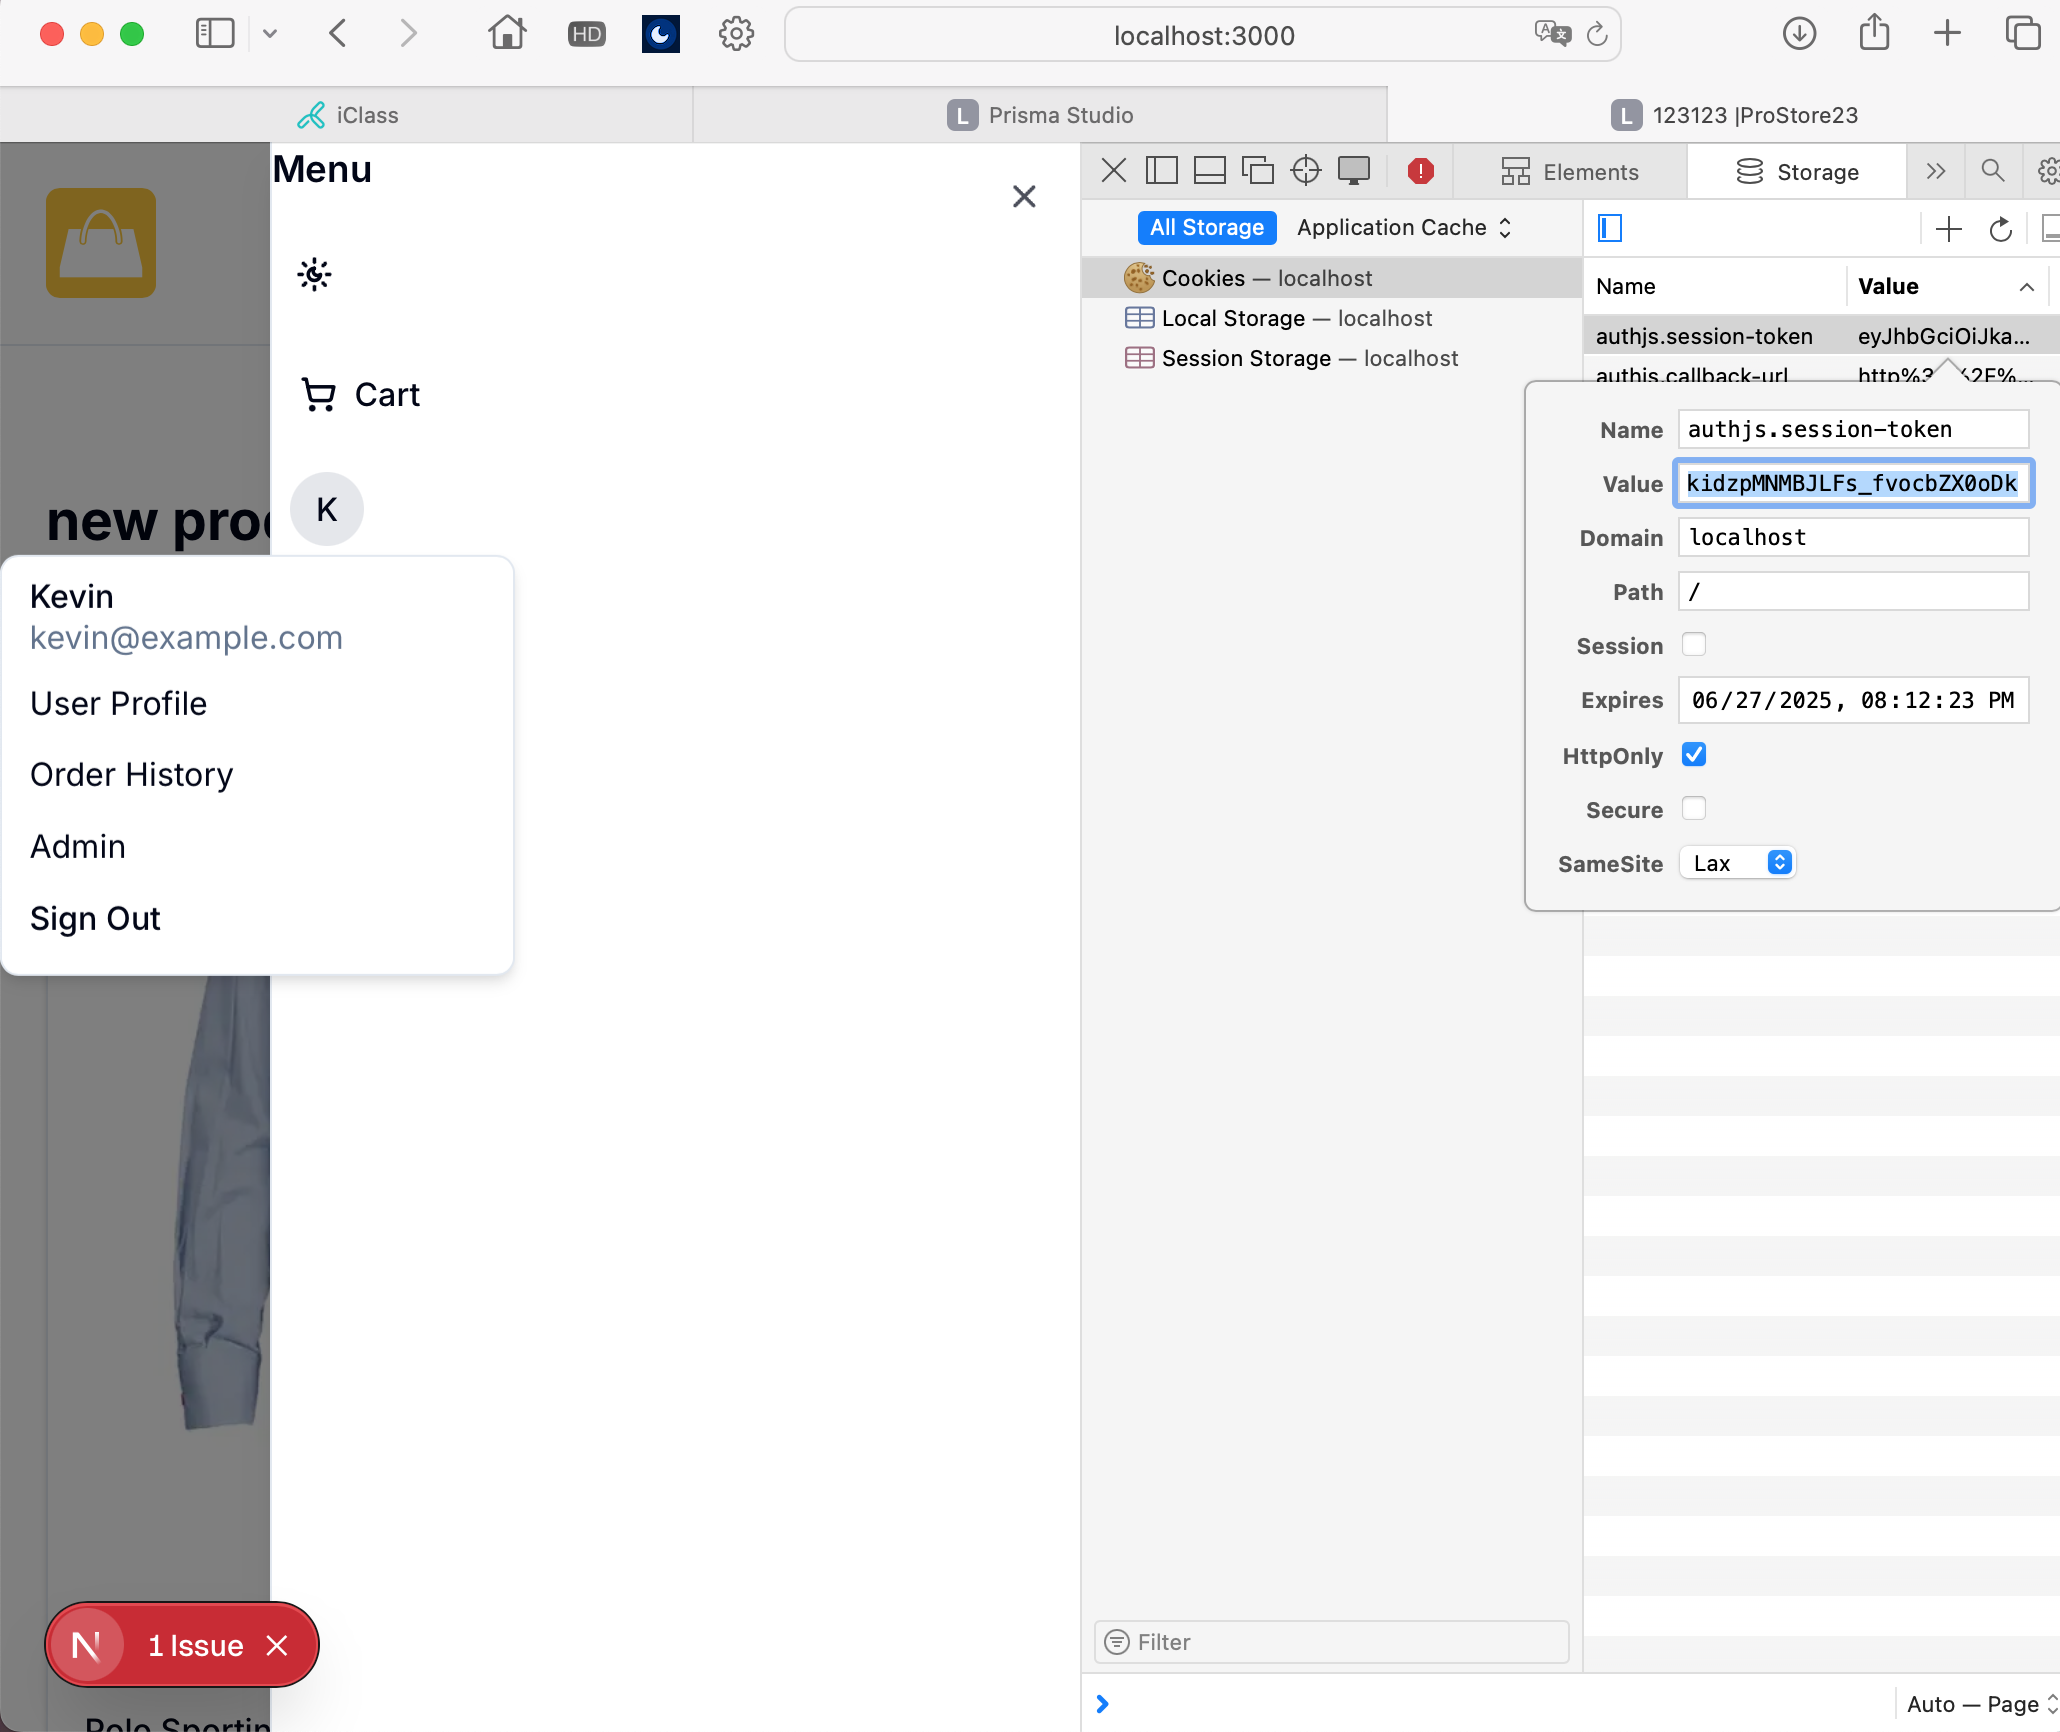 HD
localhost:3000
iClass
L Prisma Studio
L 123123 |ProStore23
Menu
Cart
new prod
K
Kevin
kevin@example.com
User Profile
Order History
Admin
Sign Out
N 1 Issue
Polo Sportin
Elements
Storage
All Storage
Application Cache
Cookies — localhost
Local Storage — localhost
Session Storage — localhost
Name Value
authjs.session-token eyJhbGciOiJka...
authjs.callback-url http%3 %2F%...
Name authjs.session-token
Value kidzpMNMBJLFs_fvocbZX0oDk
Domain localhost
Path /
Session
Expires 06/27/2025, 08:12:23 PM
HttpOnly
Secure
SameSite Lax
Filter
Auto — Page